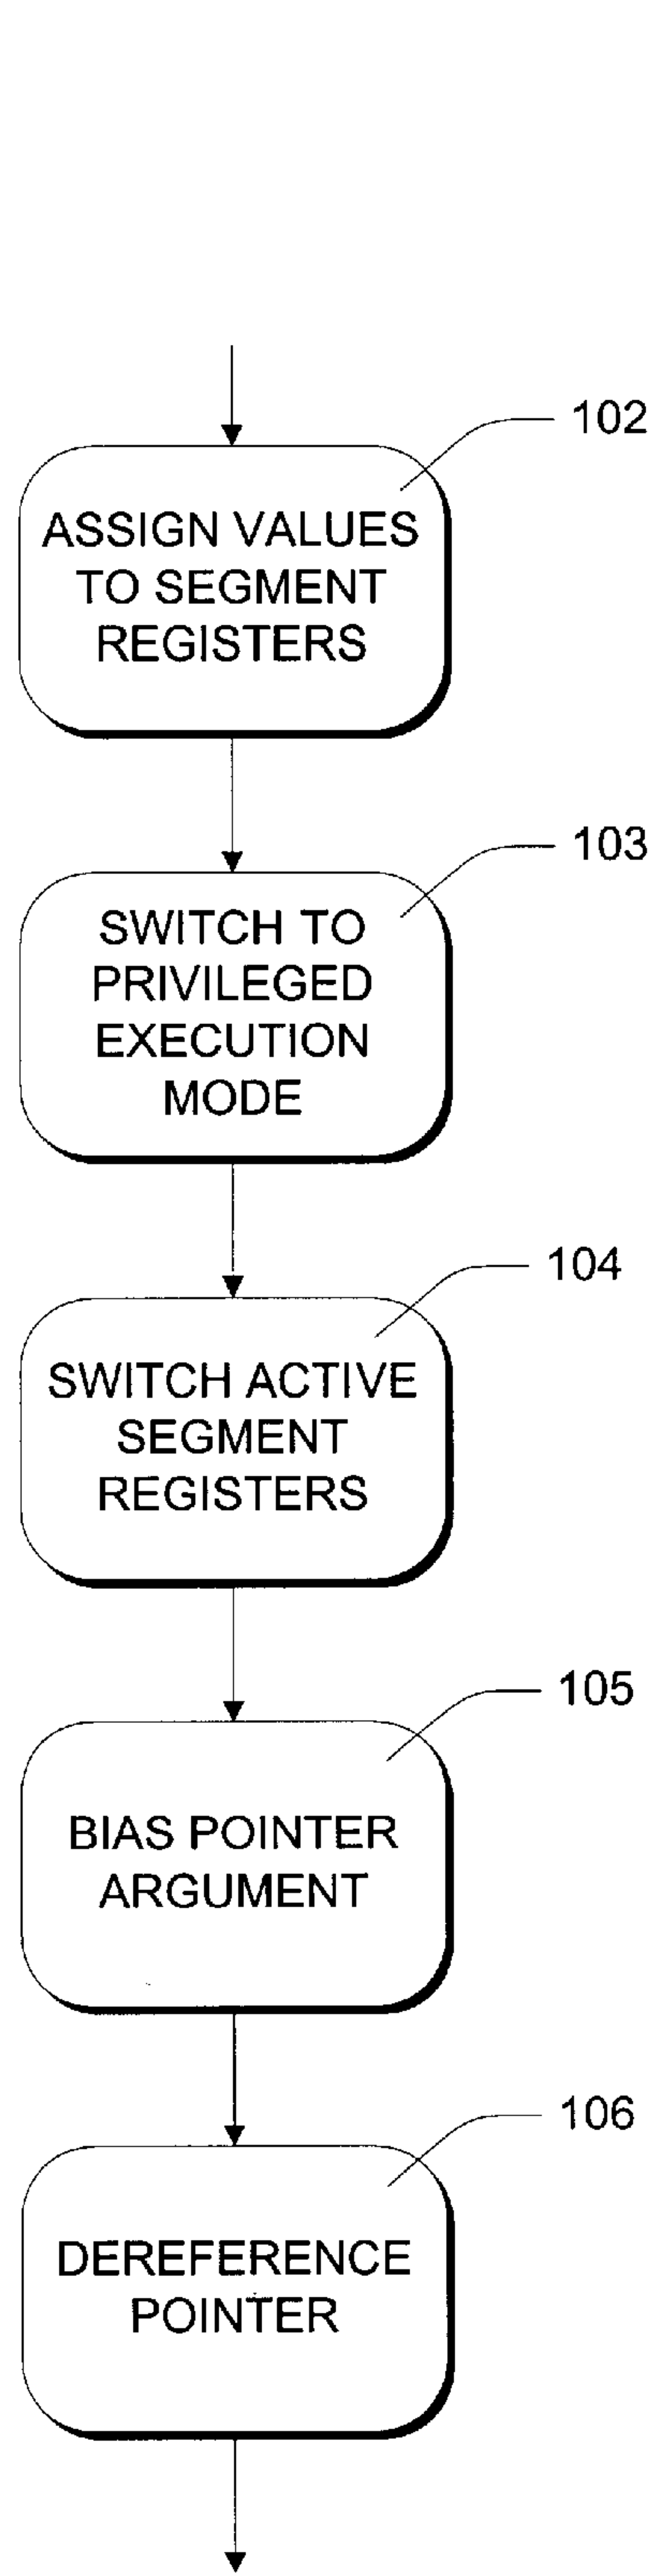 102
ASSIGN VALUES
TO SEGMENT
REGISTERS
103
SWITCH TO
PRIVILEGED
EXECUTION
MODE
104
SWITCH ACTIVE
SEGMENT
REGISTERS
105
BIAS POINTER
ARGUMENT
106
DEREFERENCE
POINTER